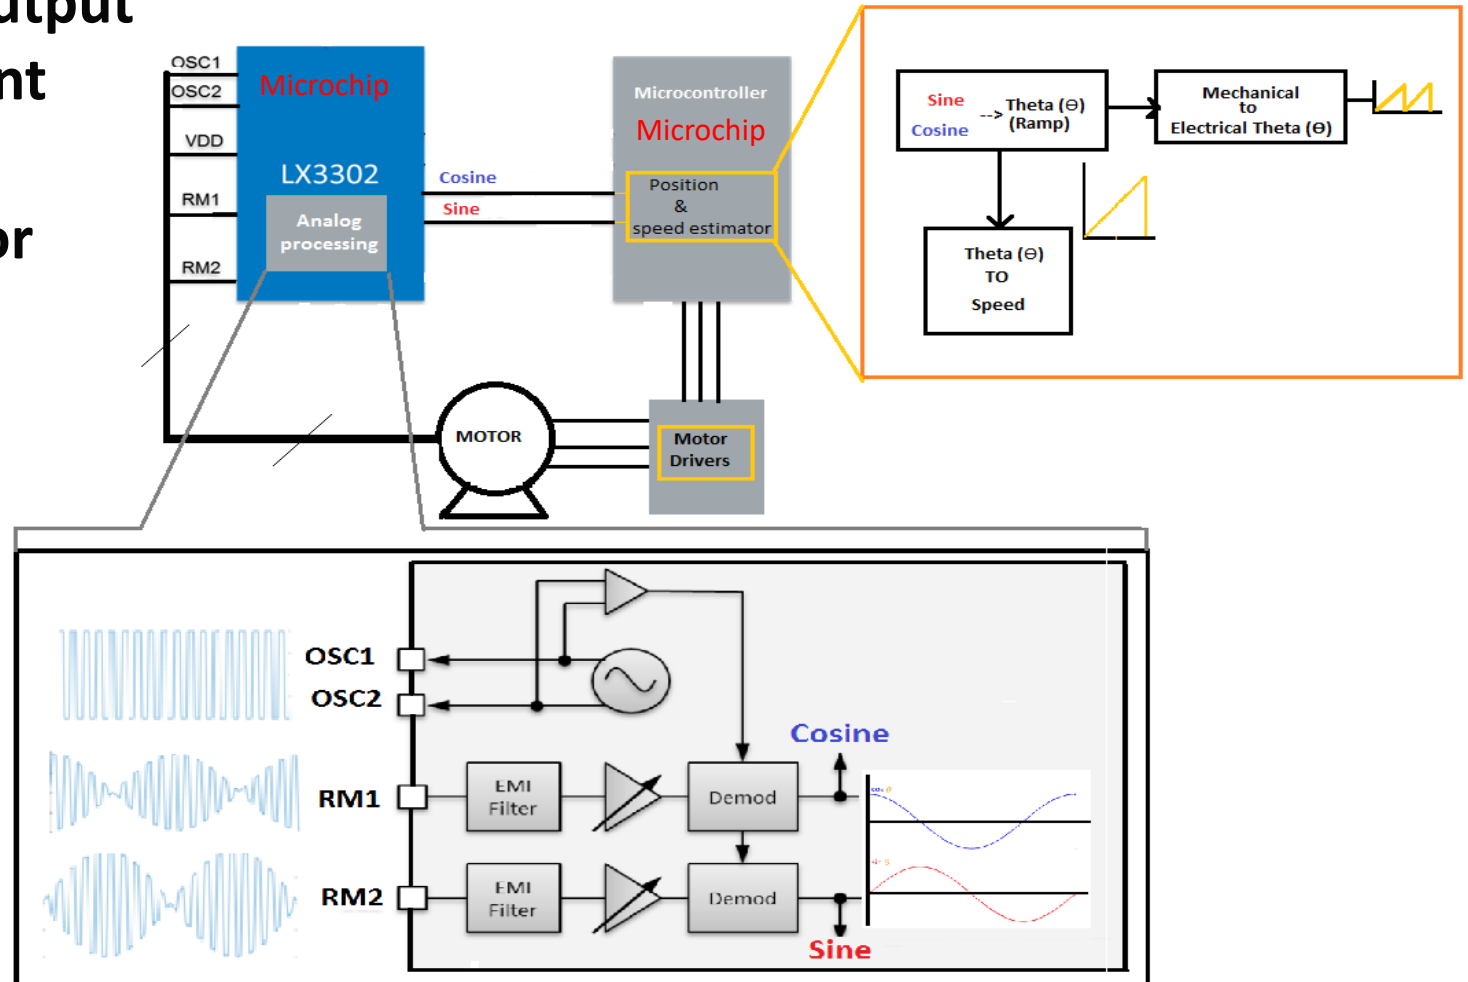 utput
nt
or
OSC1
OSC2
VDD
RM1
RM2
Microchip
LX3302
Analog
processing
Cosine
Sine
Microcontroller
Microchip
Position
&
speed estimator
Sine
Cosine
--> Theta (Θ)
(Ramp)
Mechanical
to
Electrical Theta (Θ)
Theta (Θ)
TO
Speed
MOTOR
Motor
Drivers
OSC1
OSC2
RM1
RM2
EMI
Filter
Demod
Cosine
EMI
Filter
Demod
Sine